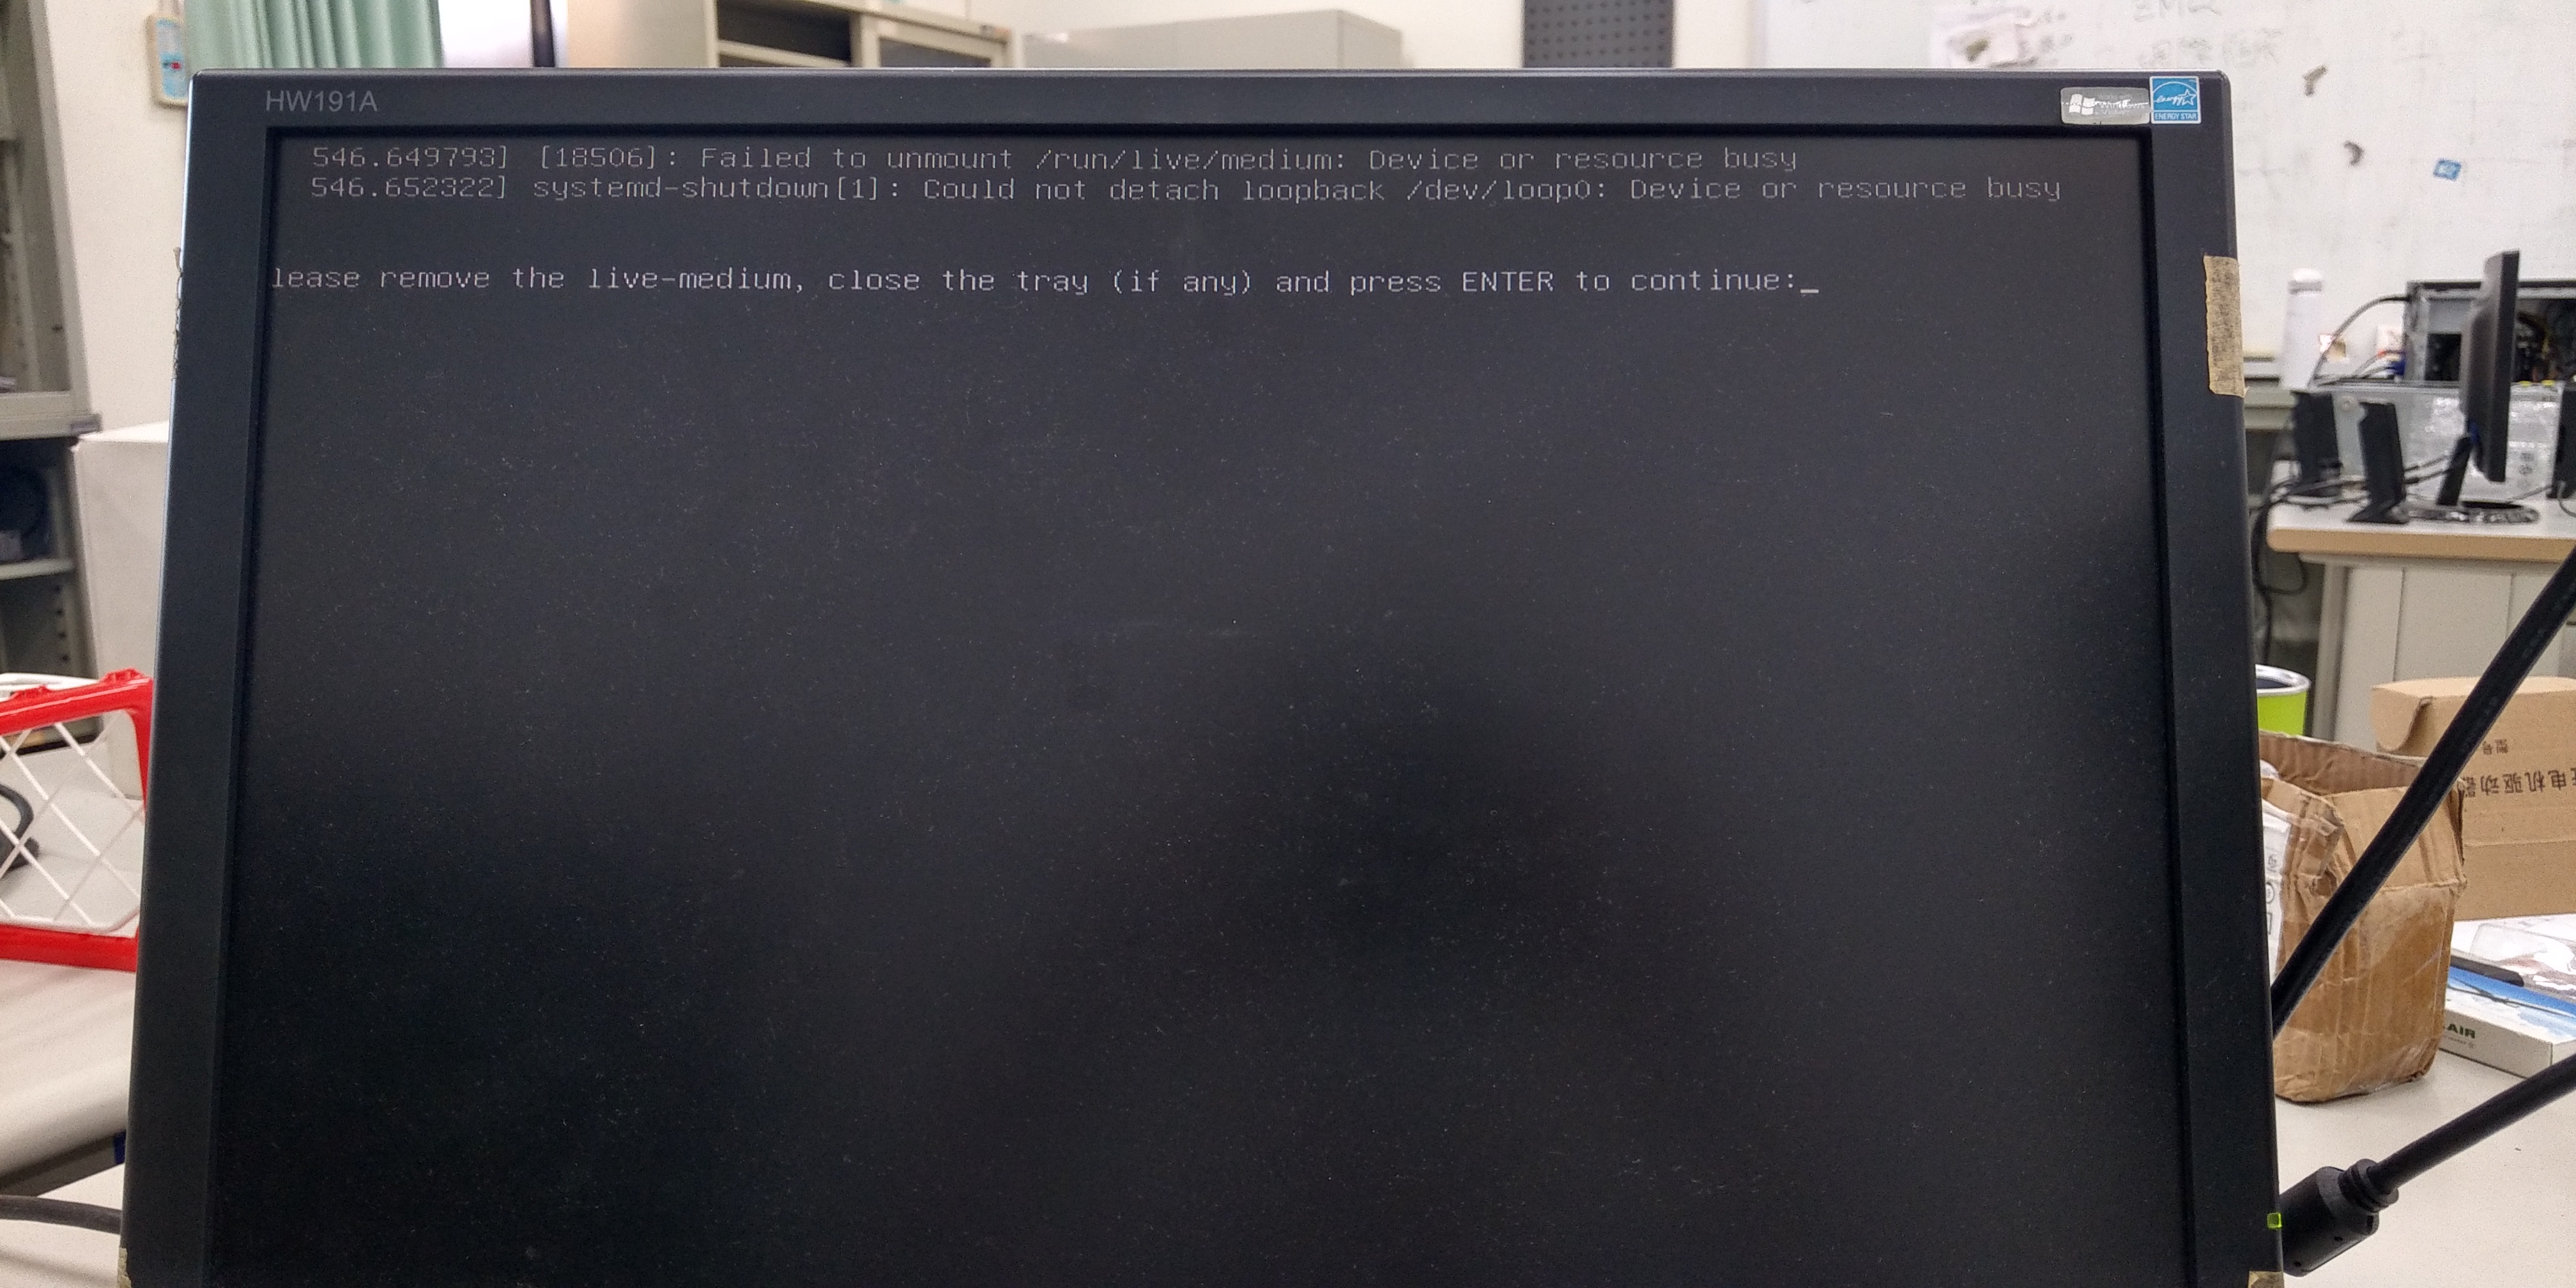 HW191A
ENERGY STAR
546.649793] [18506]: Failed to unmount /run/live/medium: Device or resource busy
546.652322] systemd-shutdown[1]: Could not detach loopback /dev/loop0: Device or resource busy
lease remove the live-medium, close the tray (if any) and press ENTER to continue:_
型号
电机驱动器
AIR